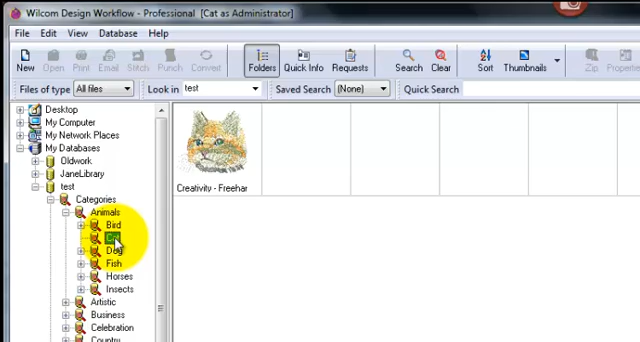 Wilcom Design Workflow - Professional [Cat as Administrator]
File Edit View Database Help
New Open Print Email Stitch Punch Convert Folders Quick Info Requests Search Clear Sort Thumbnails Zip
Files of type All files Look in test Saved Search (None) Quick Search
Desktop
My Computer
My Network Places
My Databases
Oldwork
JaneLibrary
test
Categories
Animals
Bird
Cat
Dog
Fish
Horses
Insects
Artistic
Business
Celebration
Country
Creativity - Freehar